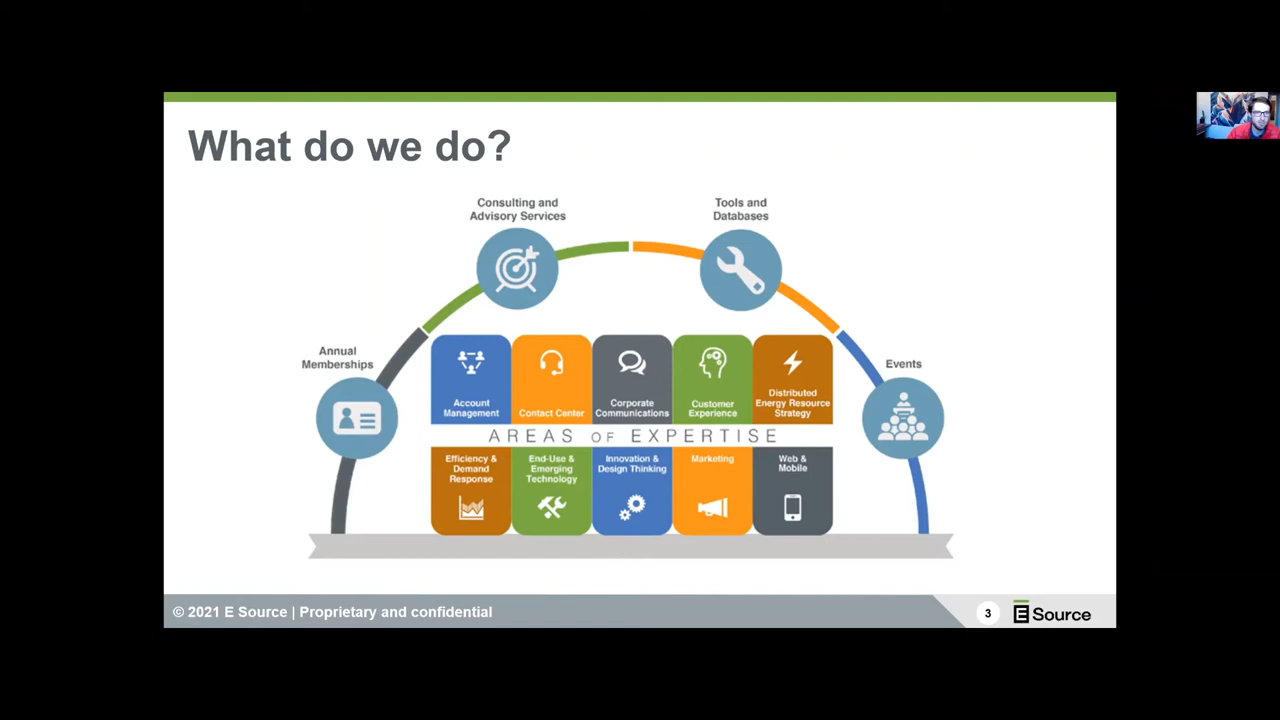 What do we do?
Consulting and
Advisory Services
Tools and
Databases
Annual
Memberships
Events
Account
Management
Contact Center
Corporate
Communications
Customer
Experience
Distributed
Energy Resource
Strategy
AREAS OF EXPERTISE
Efficiency &
Demand
Response
End-Use &
Emerging
Technology
Innovation &
Design Thinking
Marketing
Web &
Mobile
© 2021 E Source | Proprietary and confidential
3
E Source